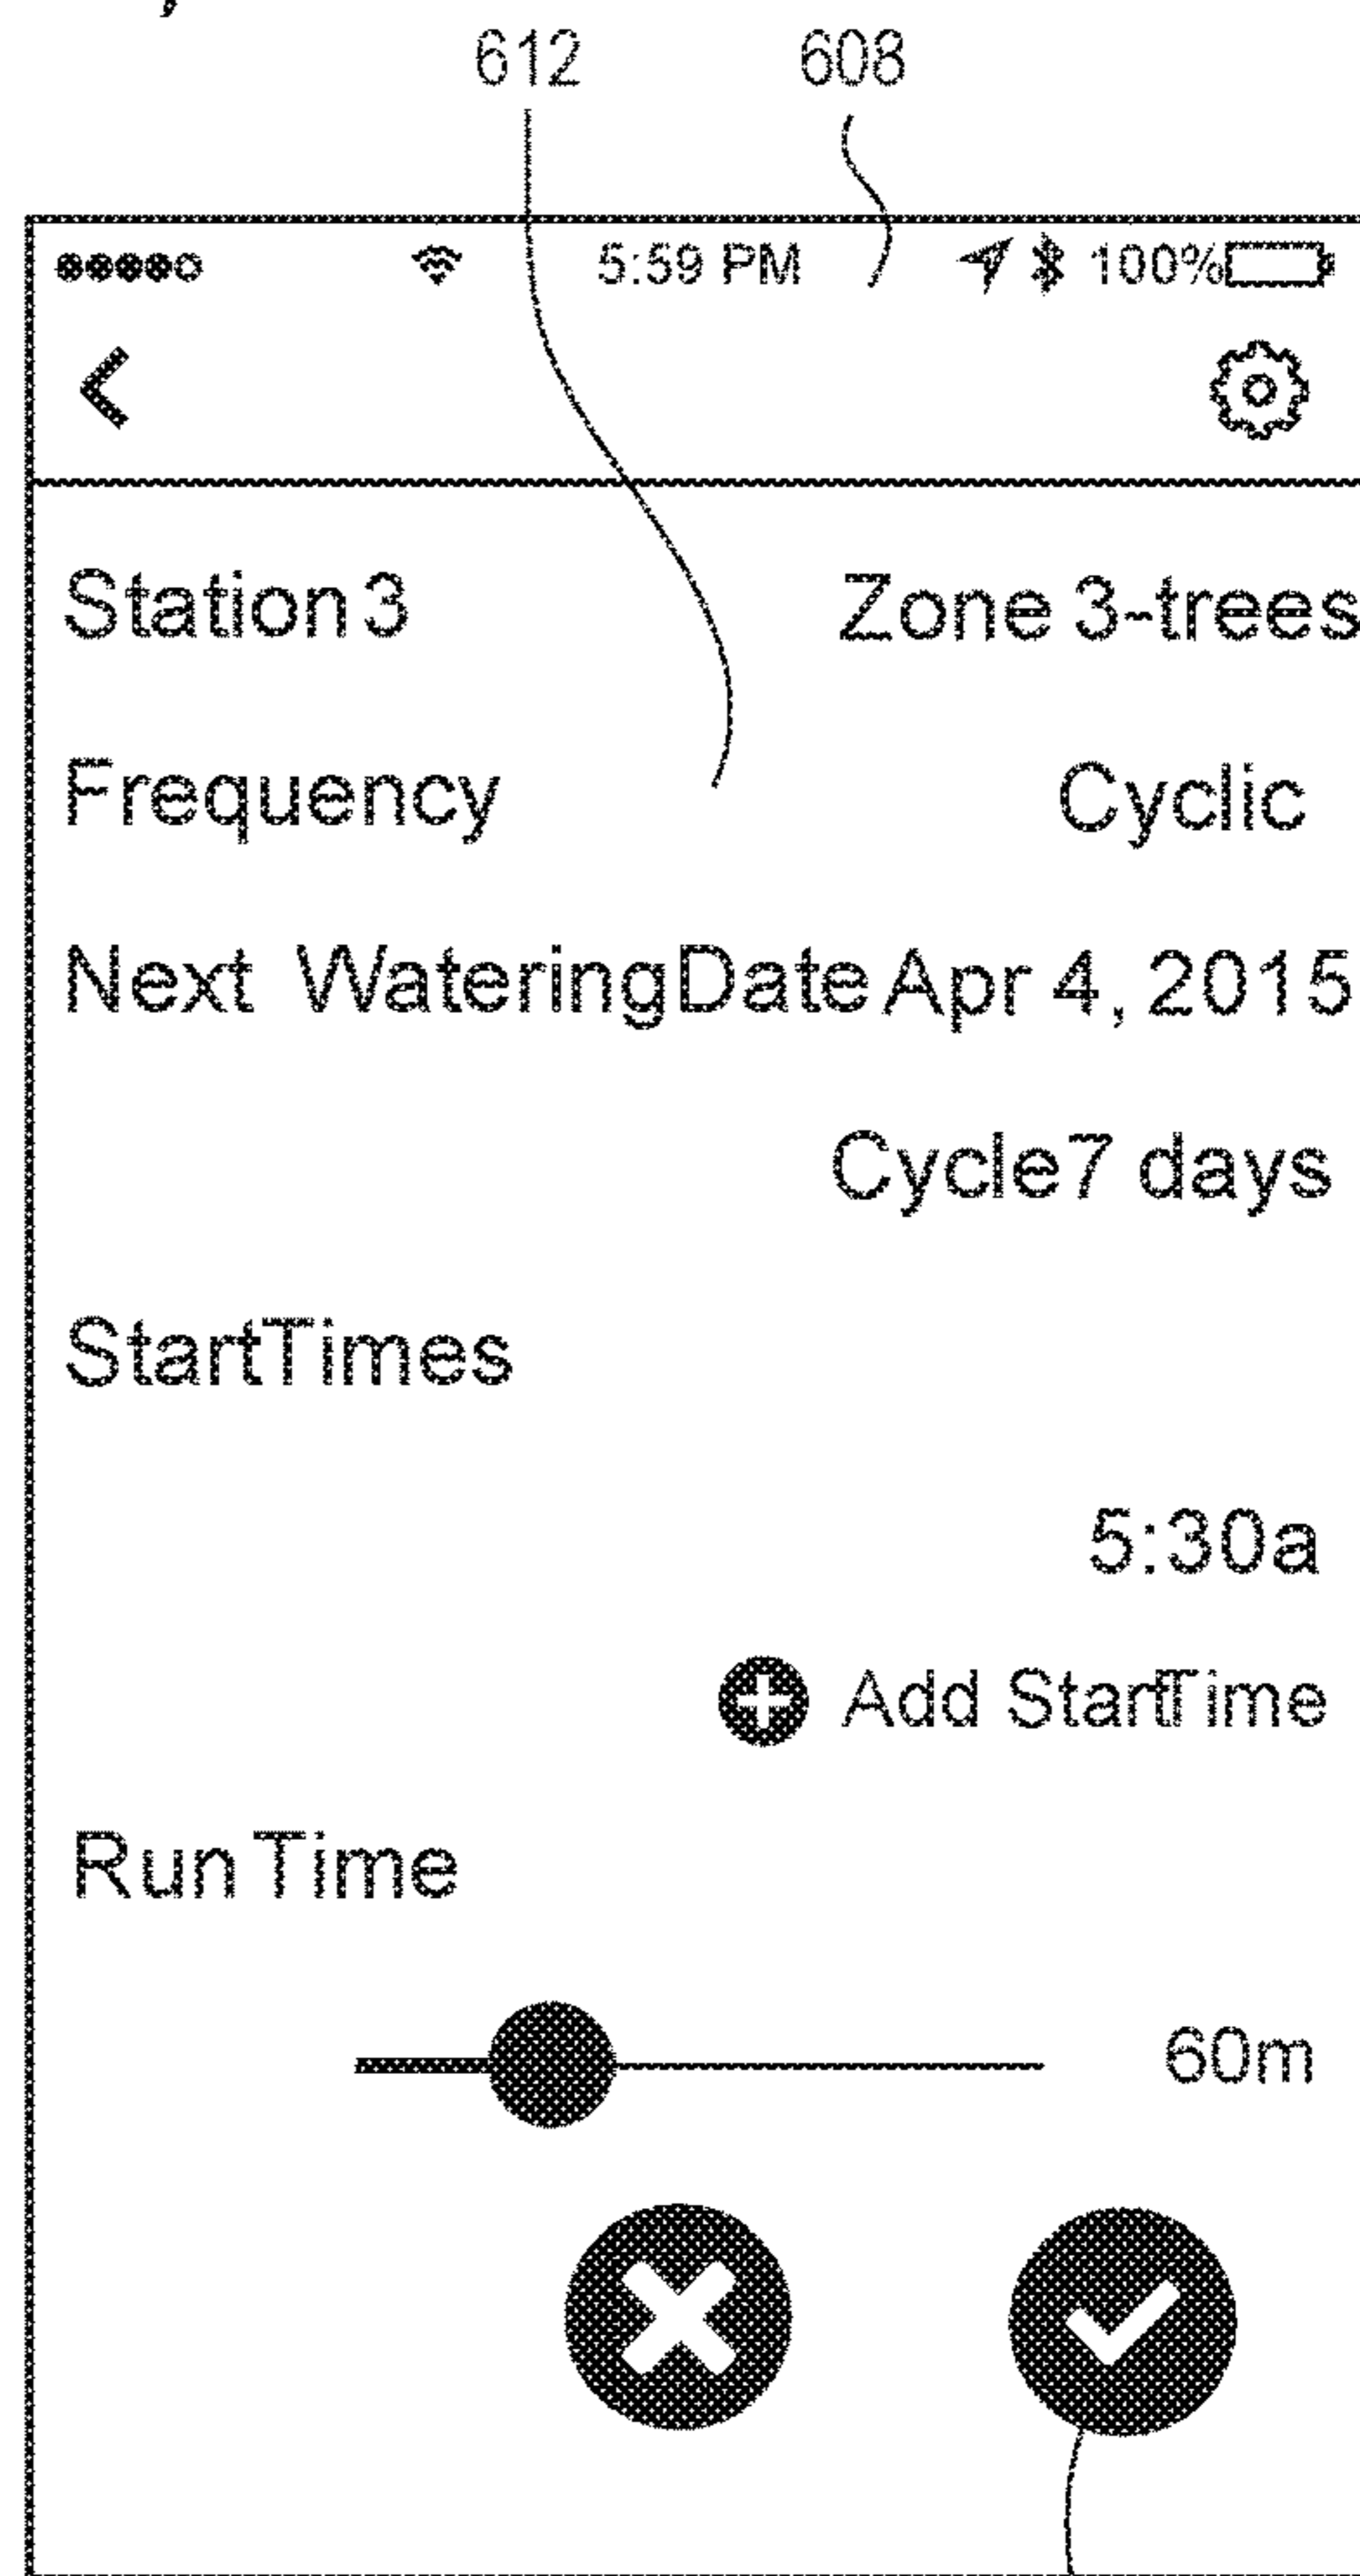 612 608
5:59 PM 100%
Station 3 Zone 3-trees
Frequency Cyclic
Next WateringDate Apr 4, 2015
Cycle7 days
StartTimes
5:30a
Add StartTime
Run Time
60m